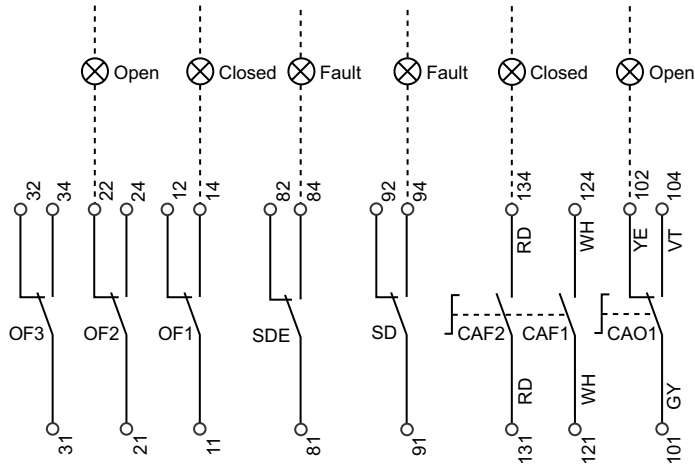 Open
Closed
Fault
Fault
Closed
Open
32
34
22
24
12
14
82
84
92
94
134
124
102
104
RD
WH
YE
VT
OF3
OF2
OF1
SDE
SD
CAF2
CAF1
CAO1
RD
WH
GY
31
21
11
81
91
131
121
101